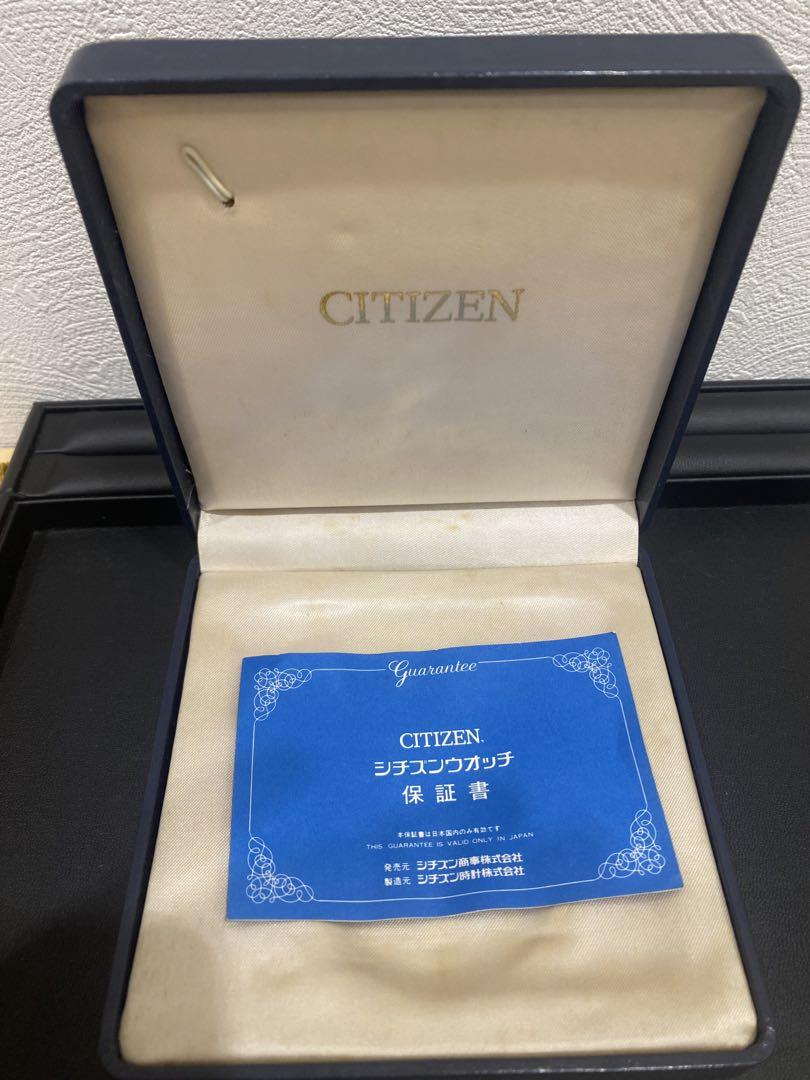 CITIZEN
Guarantee
CITIZEN.
シチズンウオッチ
保証書
本保証書は日本国内のみ有効です
THIS GUARANTEE IS VALID ONLY IN JAPAN
発売元 シチズン商事株式会社
製造元 シチズン時計株式会社